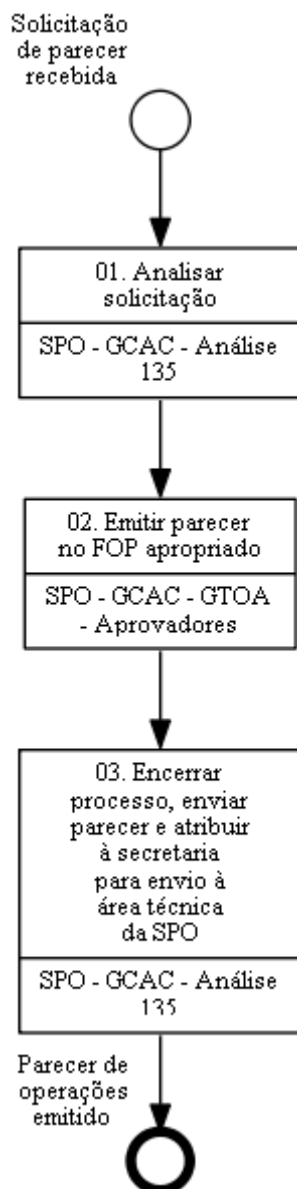 Solicitação
de parecer
recebida
01. Analisar
solicitação
SPO - GCAC - Análise
135
02. Emitir parecer
no FOP apropriado
SPO - GCAC - GTOA
- Aprovadores
03. Encerrar
processo, enviar
parecer e atribuir
à secretaria
para envio à
área técnica
da SPO
SPO - GCAC - Análise
135
Parecer de
operações
emitido